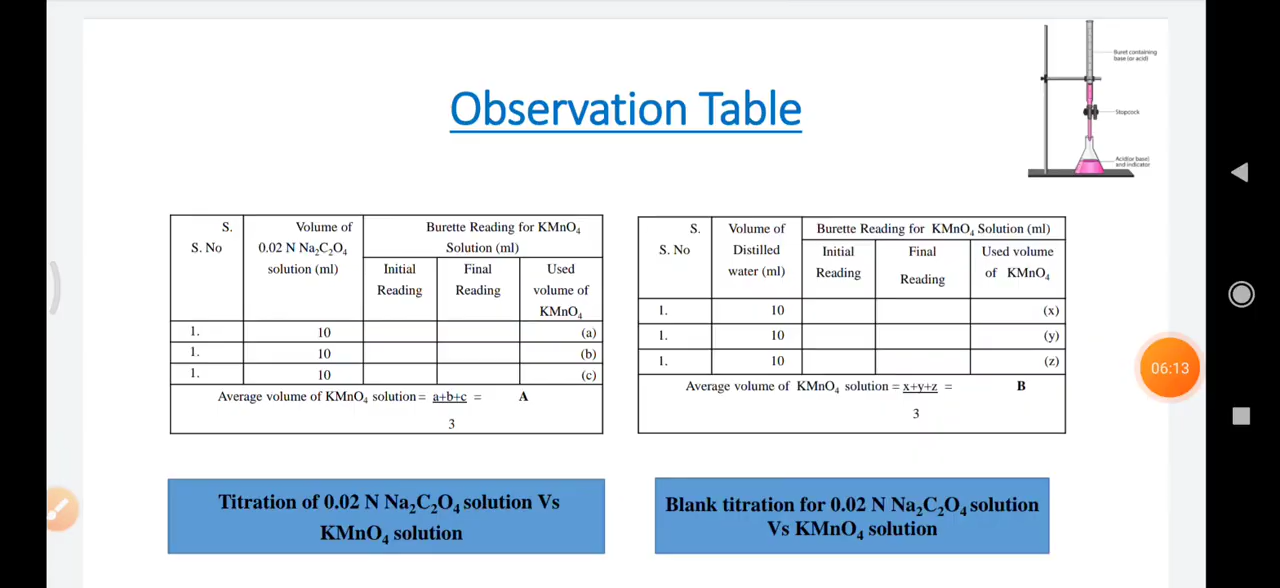 Observation Table
Buret containing
base (or acid)
Stopcock
Acid(or base)
and indicator
S.
S. No
Volume of
0.02 N Na₂C₂O₄
solution (ml)
Burette Reading for KMnO₄
Solution (ml)
Initial
Reading
Final
Reading
Used
volume of
KMnO₄
1. 10 (a)
1. 10 (b)
1. 10 (c)
Average volume of KMnO₄ solution = a+b+c = A
3
S.
S. No
Volume of
Distilled
water (ml)
Burette Reading for KMnO₄ Solution (ml)
Initial
Reading
Final
Reading
Used volume
of KMnO₄
1. 10 (x)
1. 10 (y)
1. 10 (z)
Average volume of KMnO₄ solution = x+y+z = B
3
06:13
Titration of 0.02 N Na₂C₂O₄ solution Vs
KMnO₄ solution
Blank titration for 0.02 N Na₂C₂O₄ solution
Vs KMnO₄ solution